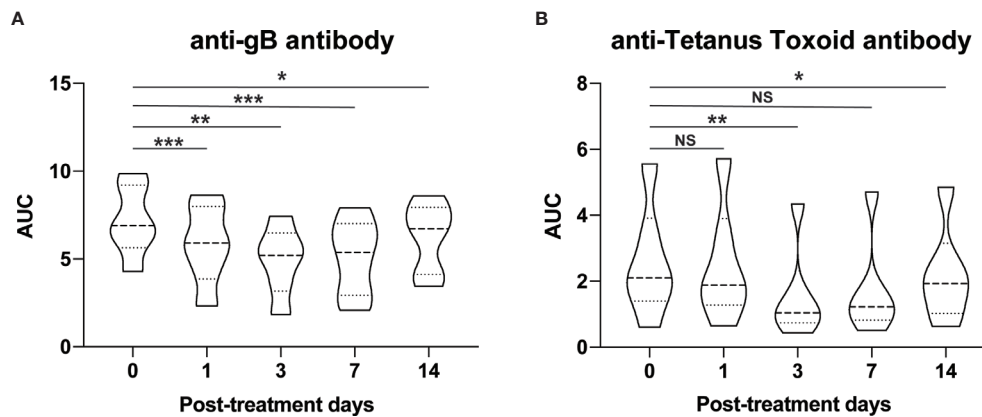 A
anti-gB antibody
15
10
5
0
AUC
*
***
**
***
0 1 3 7 14
Post-treatment days
B
anti-Tetanus Toxoid antibody
8
6
4
2
0
AUC
*
NS
**
NS
0 1 3 7 14
Post-treatment days